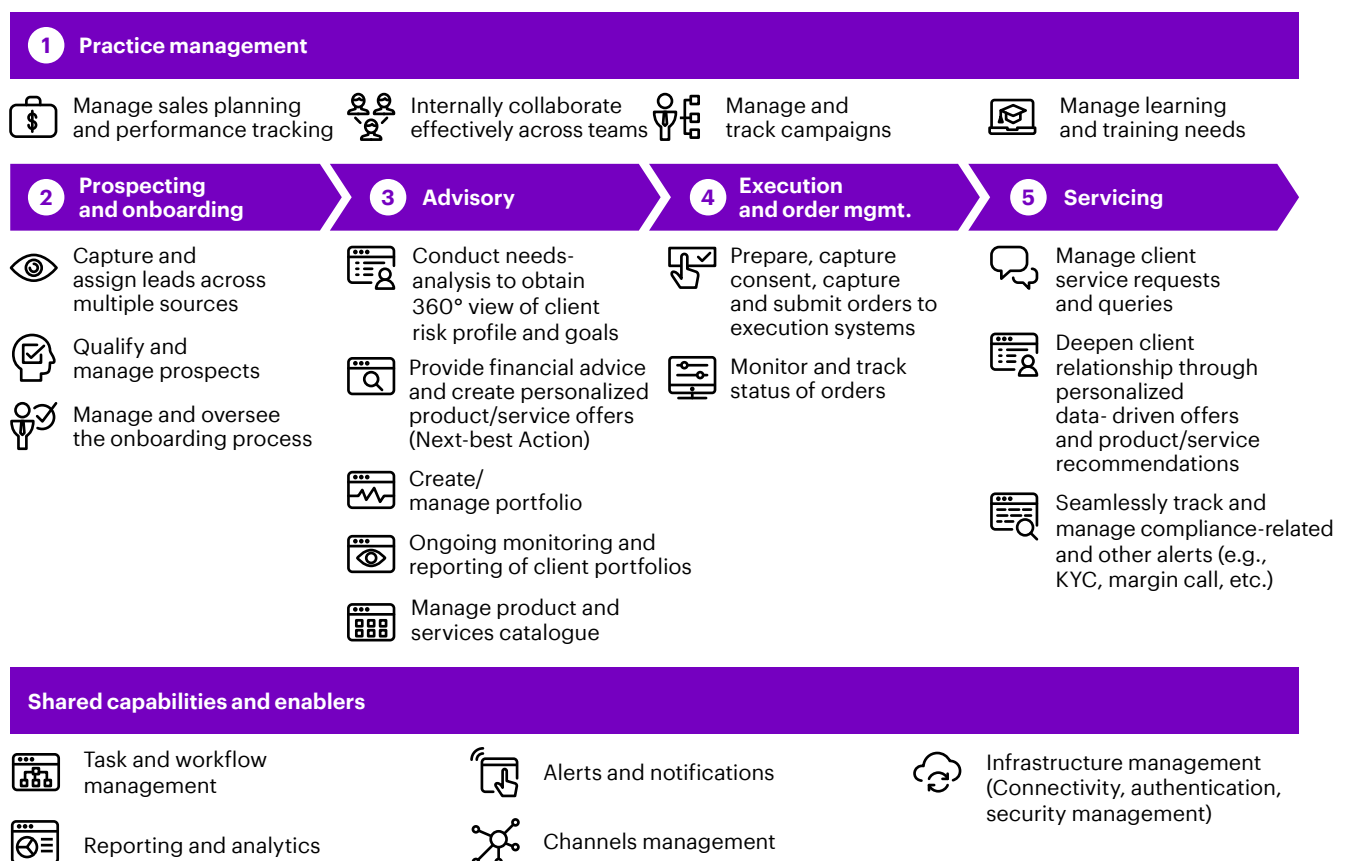 1 Practice management
Manage sales planning
and performance tracking
Internally collaborate
effectively across teams
Manage and
track campaigns
Manage learning
and training needs
2 Prospecting
and onboarding
3 Advisory
4 Execution
and order mgmt.
5 Servicing
Capture and
assign leads across
multiple sources
Qualify and
manage prospects
Manage and oversee
the onboarding process
Conduct needs-
analysis to obtain
360° view of client
risk profile and goals
Provide financial advice
and create personalized
product/service offers
(Next-best Action)
Create/
manage portfolio
Ongoing monitoring and
reporting of client portfolios
Manage product and
services catalogue
Prepare, capture
consent, capture
and submit orders to
execution systems
Monitor and track
status of orders
Manage client
service requests
and queries
Deepen client
relationship through
personalized
data- driven offers
and product/service
recommendations
Seamlessly track and
manage compliance-related
and other alerts (e.g.,
KYC, margin call, etc.)
Shared capabilities and enablers
Task and workflow
management
Reporting and analytics
Alerts and notifications
Channels management
Infrastructure management
(Connectivity, authentication,
security management)